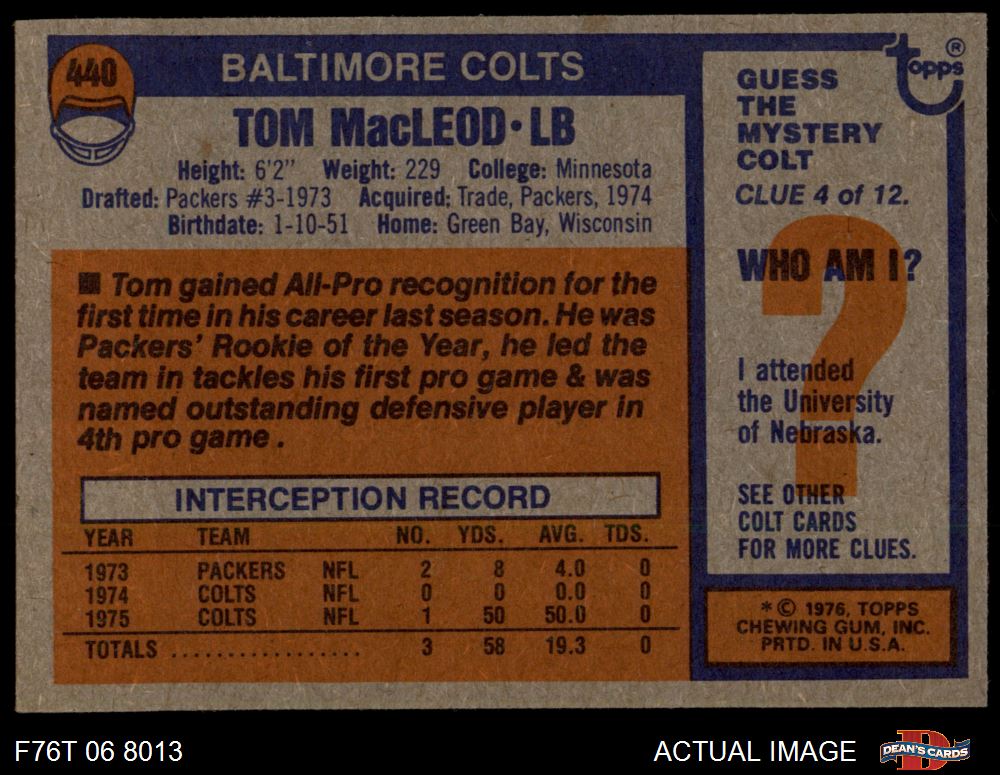 440
BALTIMORE COLTS
TOM MacLEOD • LB
Height: 6'2" Weight: 229 College: Minnesota
Drafted: Packers #3-1973 Acquired: Trade, Packers, 1974
Birthdate: 1-10-51 Home: Green Bay, Wisconsin
■ Tom gained All-Pro recognition for the
first time in his career last season. He was
Packers' Rookie of the Year, he led the
team in tackles his first pro game & was
named outstanding defensive player in
4th pro game.
INTERCEPTION RECORD
YEAR TEAM NO. YDS. AVG. TDS.
1973 PACKERS NFL 2 8 4.0 0
1974 COLTS NFL 0 0 0.0 0
1975 COLTS NFL 1 50 50.0 0
TOTALS .................. 3 58 19.3 0
topps ®
GUESS
THE
MYSTERY
COLT
CLUE 4 of 12.
WHO AM I?
?
I attended
the University
of Nebraska.
SEE OTHER
COLT CARDS
FOR MORE CLUES.
* © 1976, TOPPS
CHEWING GUM, INC.
PRTD. IN U.S.A.
F76T 06 8013
ACTUAL IMAGE
D
DEAN'S CARDS